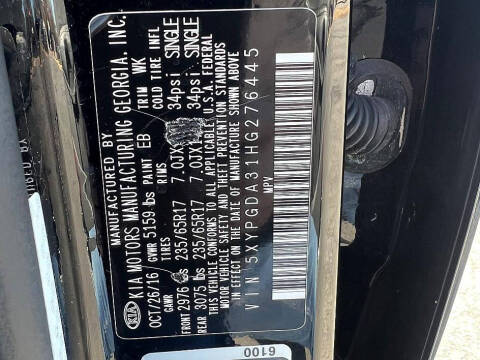 MANUFACTURED BY
KIA MOTORS MANUFACTURING GEORGIA, INC.
OCT/26/16 PAINT EB TRIM WK
GVWR 5159 lbs
GAWR TIRES RIMS COLD TIRE INFL
FRONT 2976 lbs 235/65R17 7.0JX 34psi SINGLE
REAR 3075 lbs 235/65R17 7.0JX1 34psi SINGLE
THIS VEHICLE CONFORMS TO ALL APPLICABLE U.S.A. FEDERAL
MOTOR VEHICLE SAFETY AND THEFT PREVENTION STANDARDS
IN EFFECT ON THE DATE OF MANUFACTURE SHOWN ABOVE
VIN 5XYPGDA31HG276445
MPV
KIA
6100